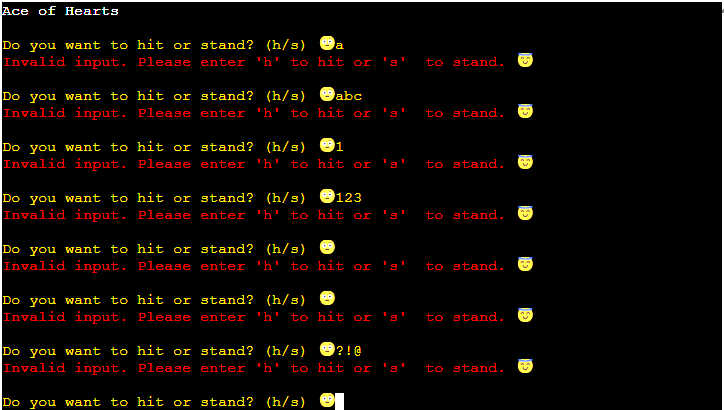 Ace of Hearts
Do you want to hit or stand? (h/s) 🙄a
Invalid input. Please enter 'h' to hit or 's'  to stand. 😇
Do you want to hit or stand? (h/s) 🙄abc
Invalid input. Please enter 'h' to hit or 's'  to stand. 😇
Do you want to hit or stand? (h/s) 🙄1
Invalid input. Please enter 'h' to hit or 's'  to stand. 😇
Do you want to hit or stand? (h/s) 🙄123
Invalid input. Please enter 'h' to hit or 's'  to stand. 😇
Do you want to hit or stand? (h/s) 🙄
Invalid input. Please enter 'h' to hit or 's'  to stand. 😇
Do you want to hit or stand? (h/s) 🙄
Invalid input. Please enter 'h' to hit or 's'  to stand. 😇
Do you want to hit or stand? (h/s) 🙄?!@
Invalid input. Please enter 'h' to hit or 's'  to stand. 😇
Do you want to hit or stand? (h/s) 🙄